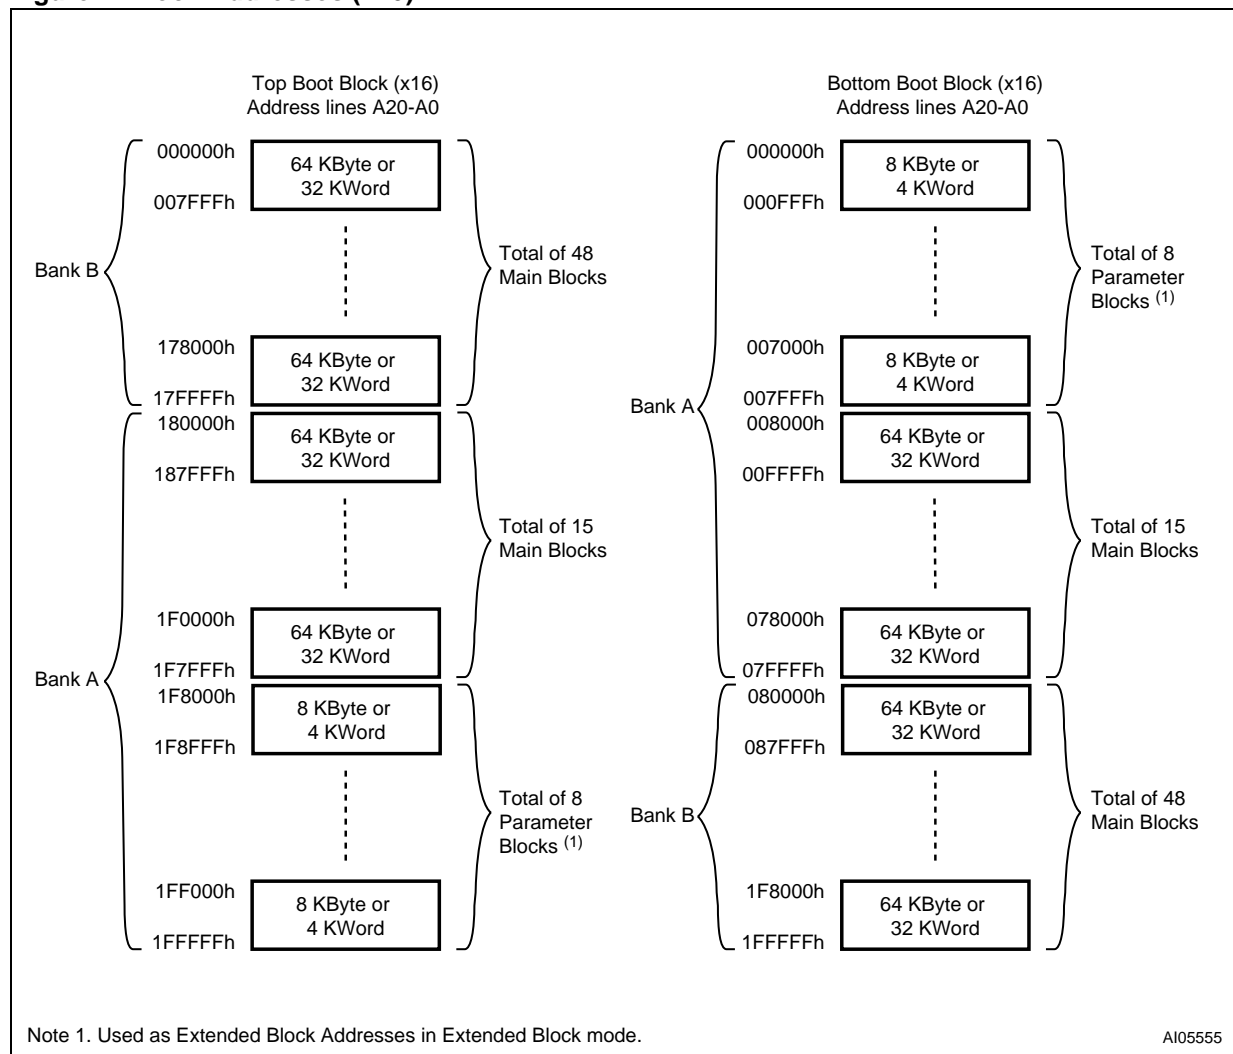 Top Boot Block (x16)
Address lines A20-A0
000000h
64 KByte or
32 KWord
007FFFh
Bank B
Total of 48
Main Blocks
178000h
64 KByte or
32 KWord
17FFFFh
180000h
64 KByte or
32 KWord
187FFFh
Total of 15
Main Blocks
1F0000h
64 KByte or
32 KWord
1F7FFFh
Bank A
1F8000h
8 KByte or
4 KWord
1F8FFFh
Total of 8
Parameter
Blocks (1)
1FF000h
8 KByte or
4 KWord
1FFFFFh
Bottom Boot Block (x16)
Address lines A20-A0
000000h
8 KByte or
4 KWord
000FFFh
Total of 8
Parameter
Blocks (1)
007000h
8 KByte or
4 KWord
007FFFh
Bank A
008000h
64 KByte or
32 KWord
00FFFFh
Total of 15
Main Blocks
078000h
64 KByte or
32 KWord
07FFFFh
080000h
64 KByte or
32 KWord
087FFFh
Bank B
Total of 48
Main Blocks
1F8000h
64 KByte or
32 KWord
1FFFFFh
Note 1. Used as Extended Block Addresses in Extended Block mode.
AI05555